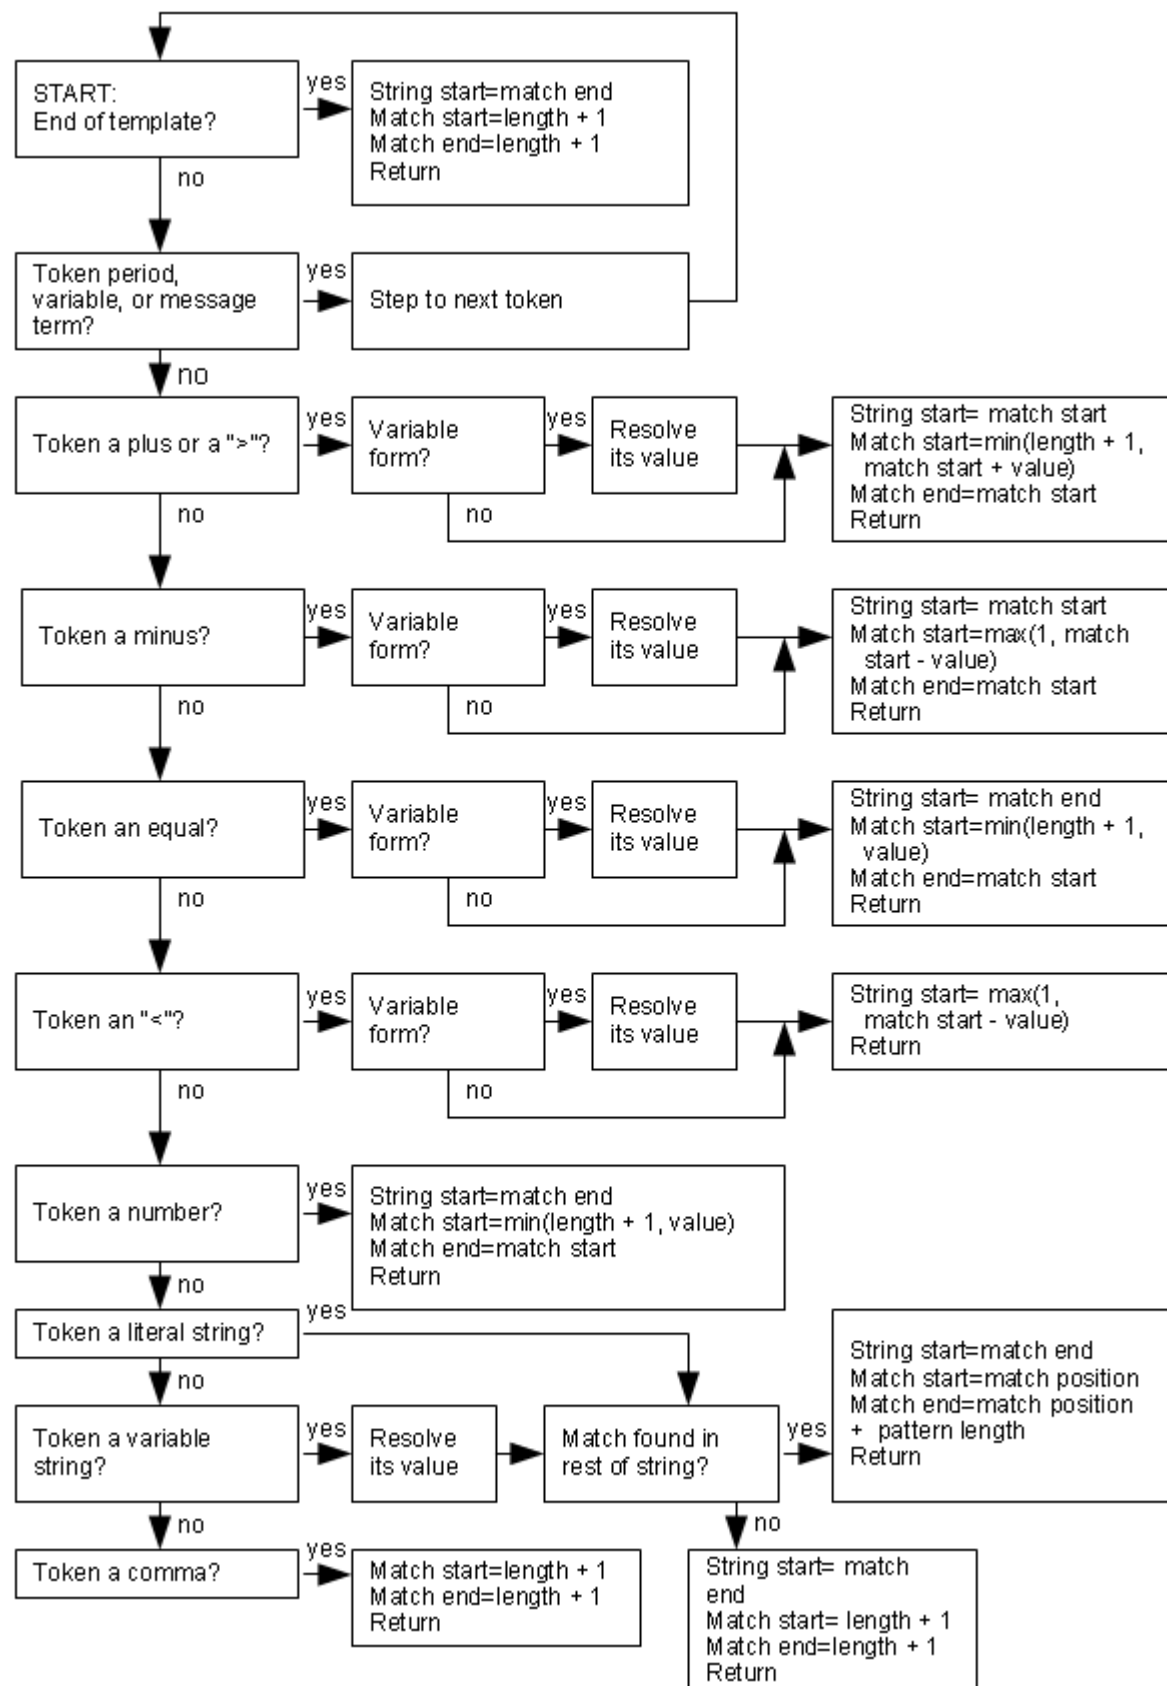 START:
End of template?
yes
String start=match end
Match start=length + 1
Match end=length + 1
Return
no
Token period,
variable, or message
term?
yes
Step to next token
no
Token a plus or a ">"?
yes
Variable
form?
yes
Resolve
its value
String start= match start
Match start=min(length + 1,
match start + value)
Match end=match start
Return
no
no
Token a minus?
yes
Variable
form?
yes
Resolve
its value
String start= match start
Match start=max(1, match
start - value)
Match end=match start
Return
no
no
Token an equal?
yes
Variable
form?
yes
Resolve
its value
String start= match end
Match start=min(length + 1,
value)
Match end=match start
Return
no
no
Token an "<"?
yes
Variable
form?
yes
Resolve
its value
String start= max(1,
match start - value)
Return
no
no
Token a number?
yes
String start=match end
Match start=min(length + 1, value)
Match end=match start
Return
no
Token a literal string?
yes
no
Token a variable
string?
yes
Resolve
its value
Match found in
rest of string?
yes
String start=match end
Match start=match position
Match end=match position
+ pattern length
Return
no
no
Token a comma?
yes
Match start=length + 1
Match end=length + 1
Return
String start= match
end
Match start= length + 1
Match end=length + 1
Return